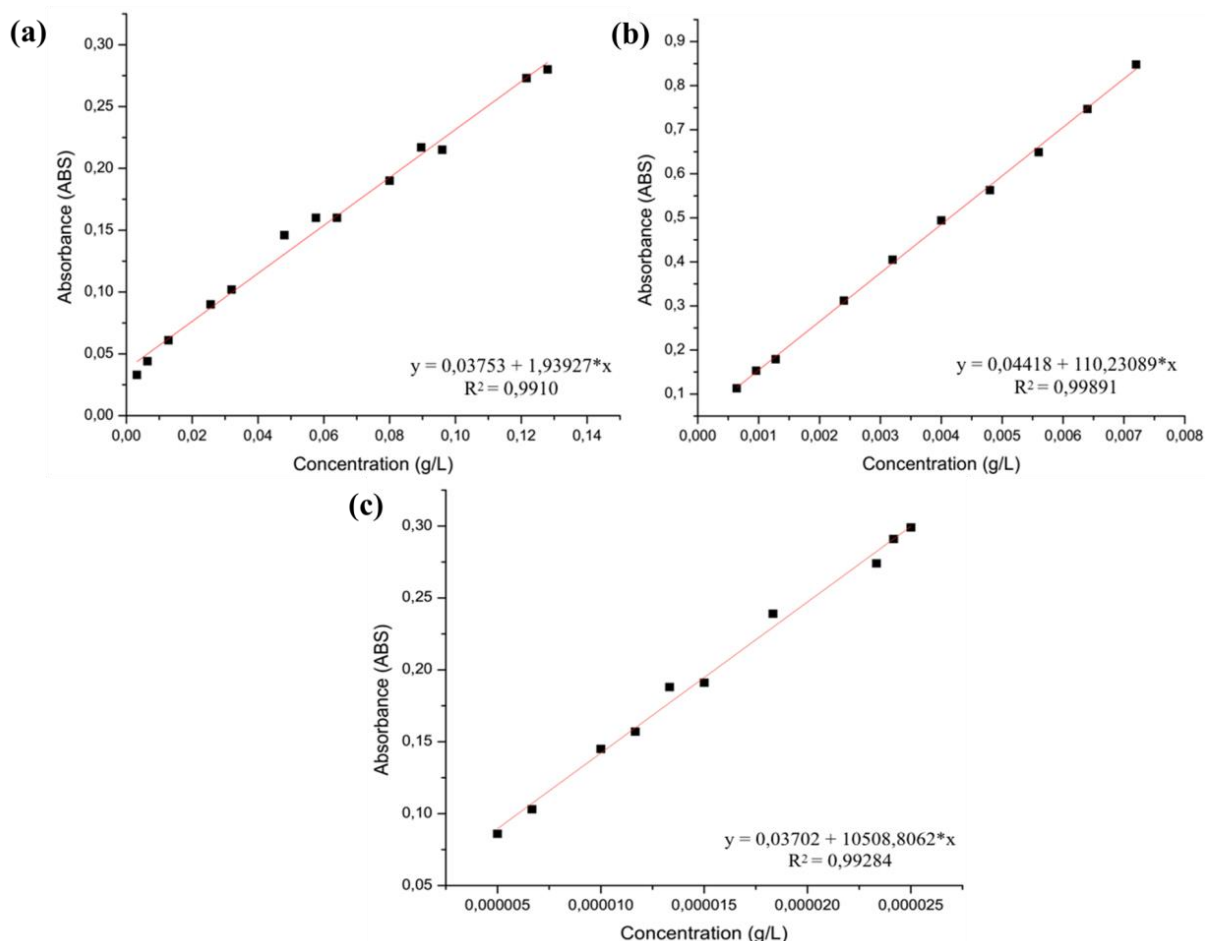 (a)
0,30
0,25
0,20
0,15
0,10
0,05
0,00
Absorbance (ABS)
y = 0,03753 + 1,93927*x
R² = 0,9910
0,00 0,02 0,04 0,06 0,08 0,10 0,12 0,14
Concentration (g/L)
(b)
0,9
0,8
0,7
0,6
0,5
0,4
0,3
0,2
0,1
Absorbance (ABS)
y = 0,04418 + 110,23089*x
R² = 0,99891
0,000 0,001 0,002 0,003 0,004 0,005 0,006 0,007 0,008
Concentration (g/L)
(c)
0,30
0,25
0,20
0,15
0,10
0,05
Absorbance (ABS)
y = 0,03702 + 10508,8062*x
R² = 0,99284
0,000005 0,000010 0,000015 0,000020 0,000025
Concentration (g/L)